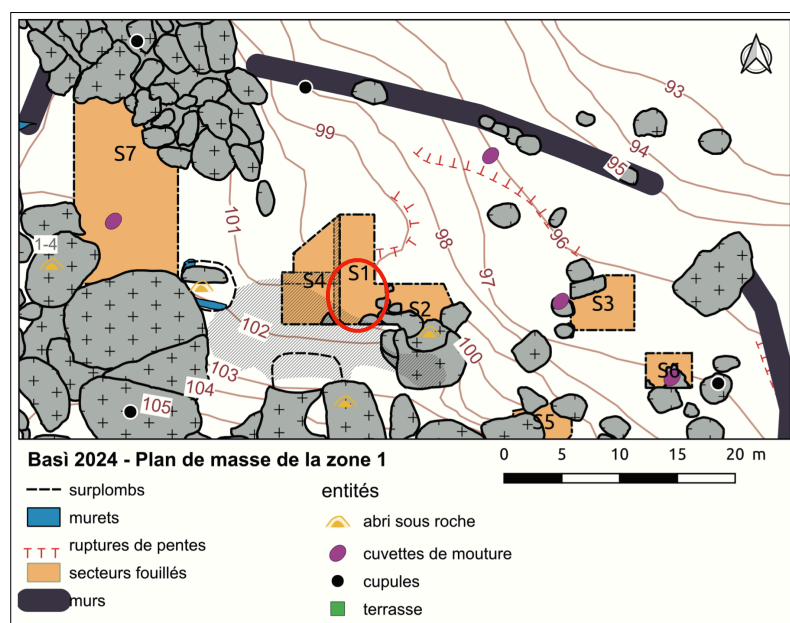 93
99
94
95
S7
101
98
96
1-4
S1
97
S4
S2
S3
102
100
103
S6
104
105
S5
Basì 2024 - Plan de masse de la zone 1
0 5 10 15 20 m
surplombs
entités
murets
abri sous roche
ruptures de pentes
cuvettes de mouture
secteurs fouillés
cupules
murs
terrasse